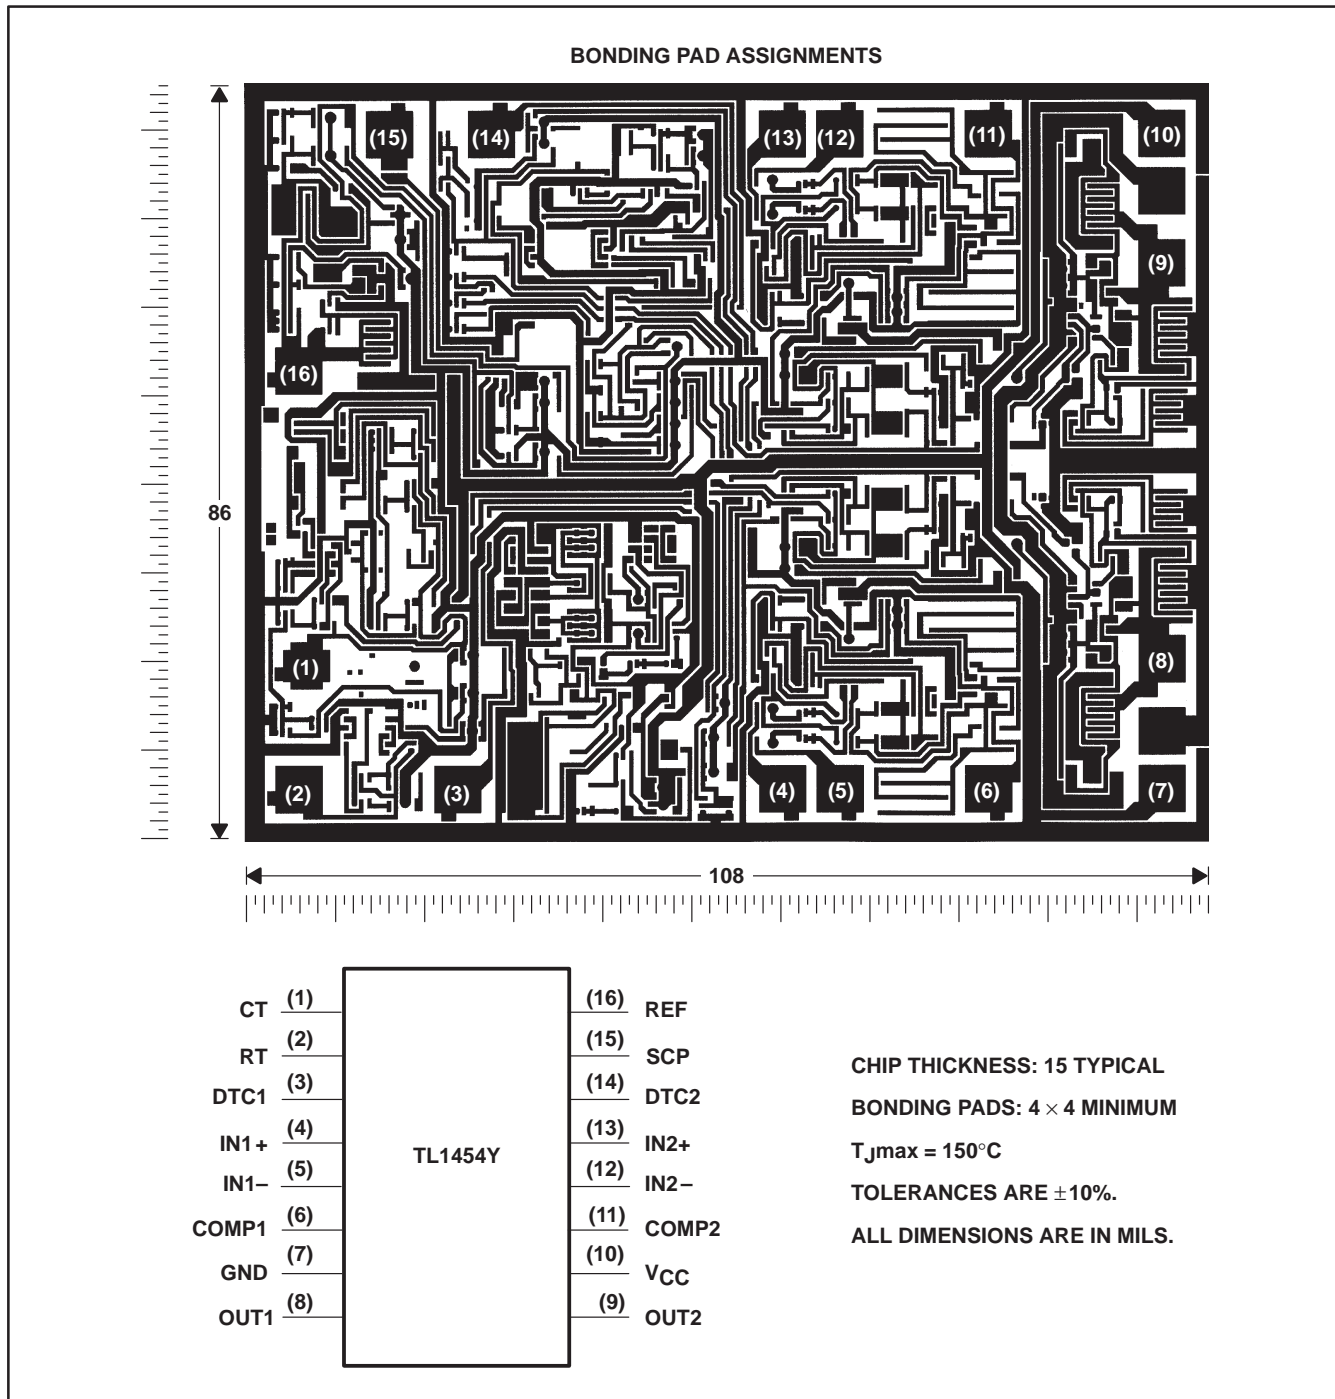 BONDING PAD ASSIGNMENTS
(15) (14) (13) (12) (11) (10)
(9)
(16)
86
(1) (8)
(2) (3) (4) (5) (6) (7)
108
CT (1) (16) REF
RT (2) (15) SCP
DTC1 (3) (14) DTC2
IN1+ (4) (13) IN2+
IN1– (5) (12) IN2–
COMP1 (6) (11) COMP2
GND (7) (10) VCC
OUT1 (8) (9) OUT2
TL1454Y
CHIP THICKNESS: 15 TYPICAL
BONDING PADS: 4 × 4 MINIMUM
TJmax = 150°C
TOLERANCES ARE ±10%.
ALL DIMENSIONS ARE IN MILS.